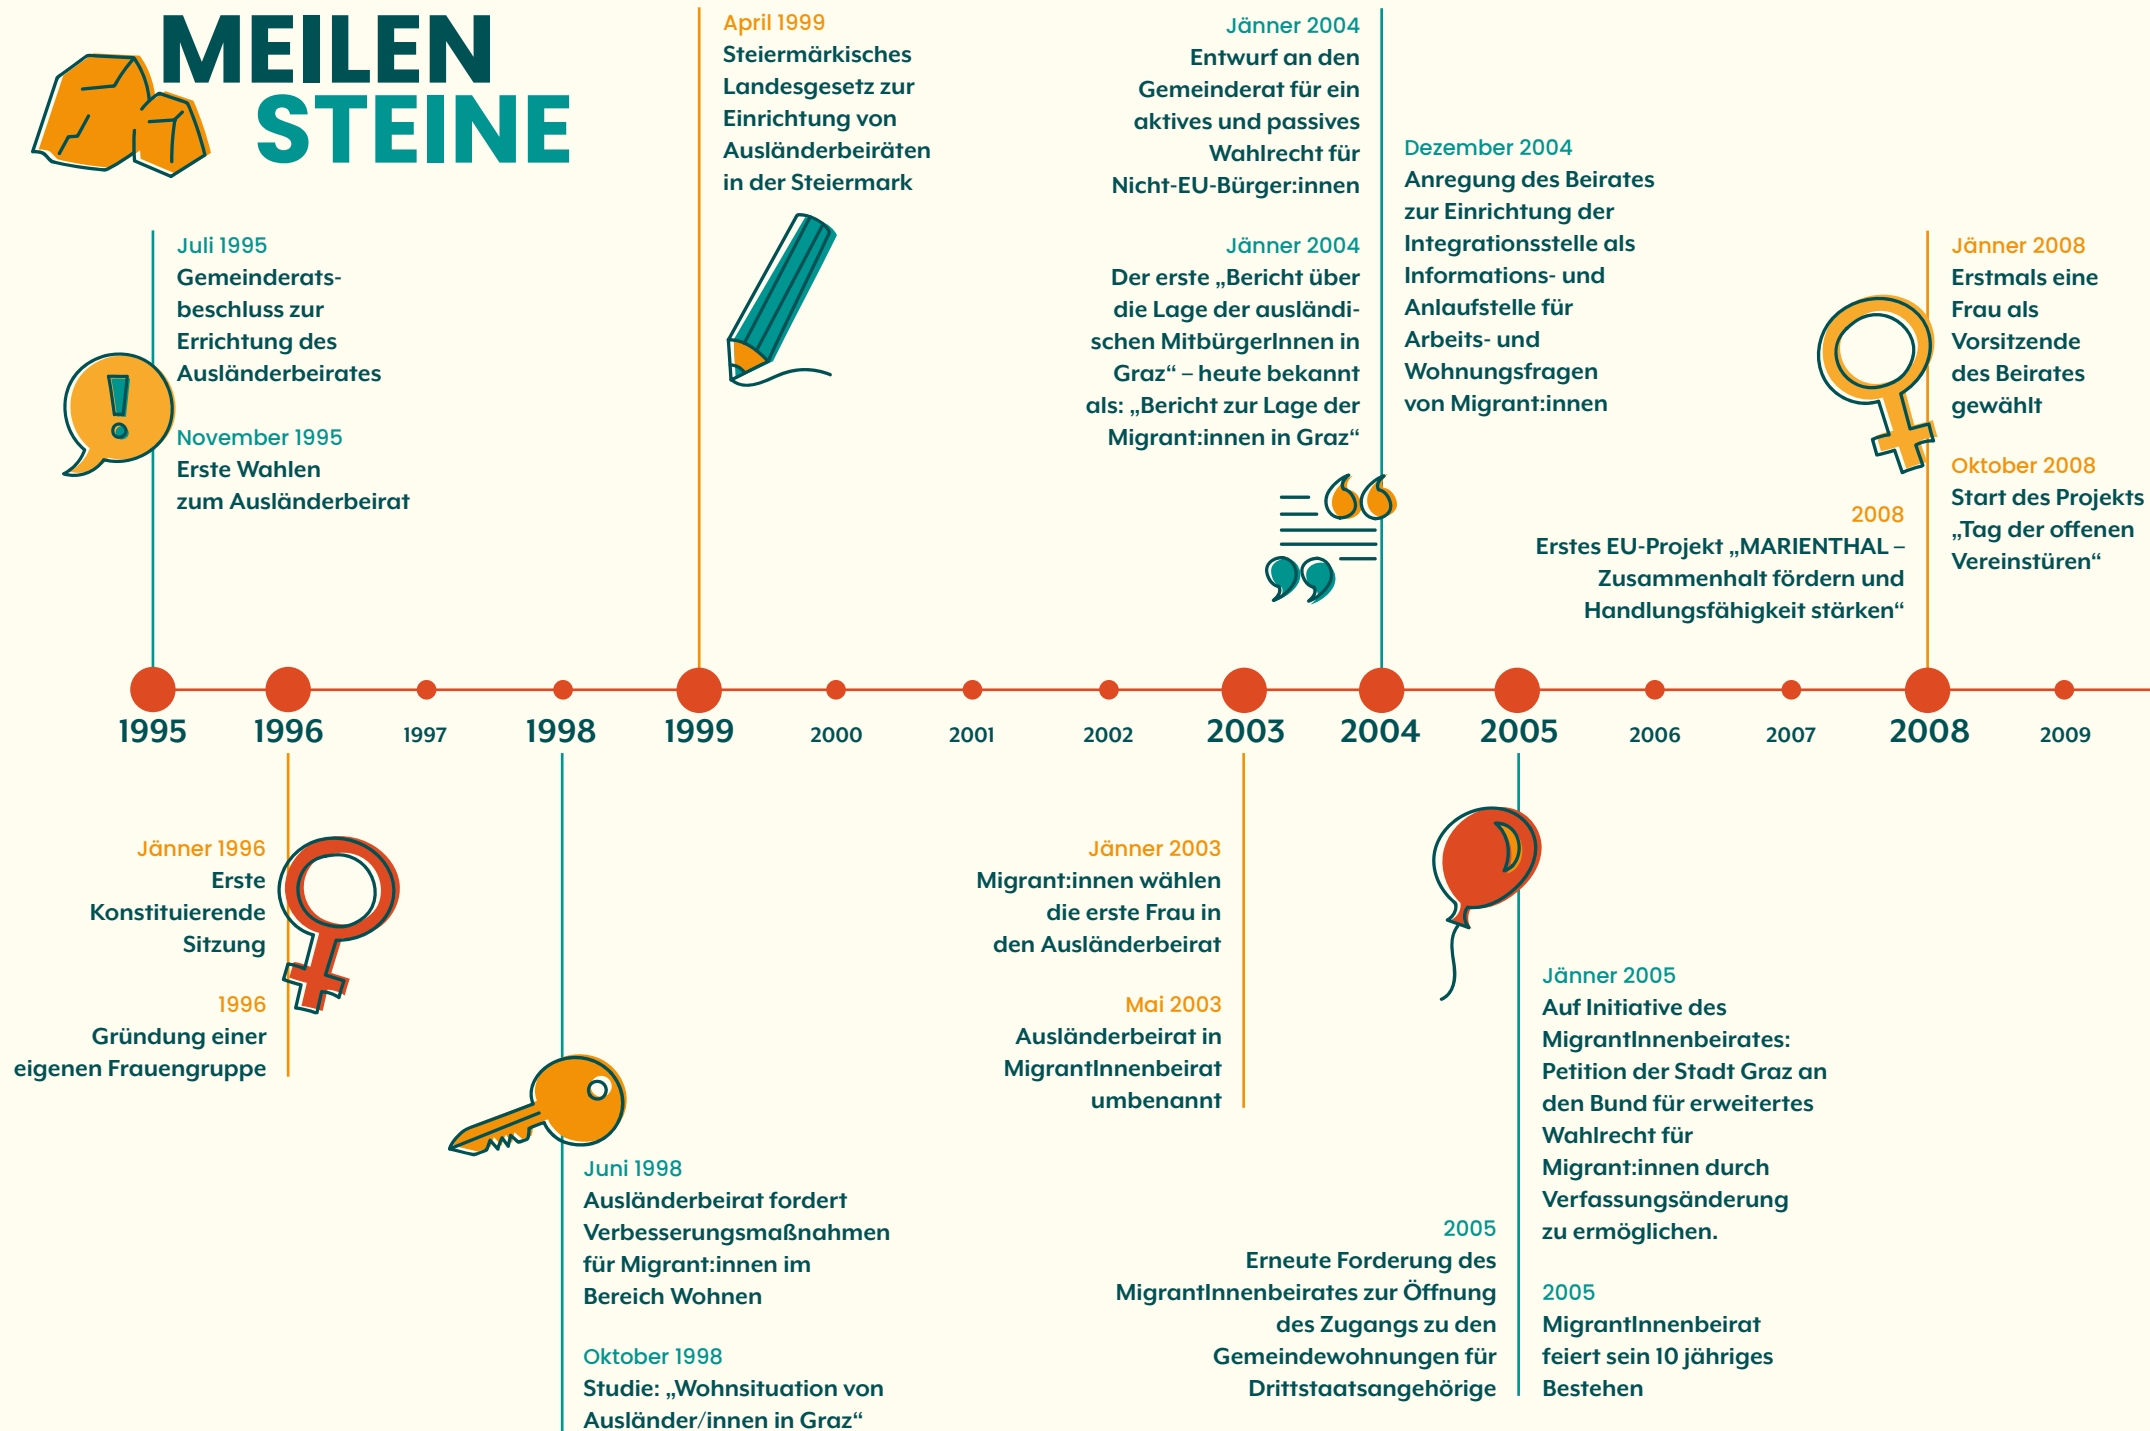 MEILEN
STEINE
Juli 1995
Gemeinderats-
beschluss zur
Errichtung des
Ausländerbeirates
November 1995
Erste Wahlen
zum Ausländerbeirat
April 1999
Steiermärkisches
Landesgesetz zur
Einrichtung von
Ausländerbeiräten
in der Steiermark
Jänner 2004
Entwurf an den
Gemeinderat für ein
aktives und passives
Wahlrecht für
Nicht-EU-Bürger:innen
Jänner 2004
Der erste „Bericht über
die Lage der ausländi-
schen MitbürgerInnen in
Graz“ – heute bekannt
als: „Bericht zur Lage der
Migrant:innen in Graz“
Dezember 2004
Anregung des Beirates
zur Einrichtung der
Integrationsstelle als
Informations- und
Anlaufstelle für
Arbeits- und
Wohnungsfragen
von Migrant:innen
2008
Erstes EU-Projekt „MARIENTHAL –
Zusammenhalt fördern und
Handlungsfähigkeit stärken“
Jänner 2008
Erstmals eine
Frau als
Vorsitzende
des Beirates
gewählt
Oktober 2008
Start des Projekts
„Tag der offenen
Vereinstüren“
1995 1996 1997 1998 1999 2000 2001 2002 2003 2004 2005 2006 2007 2008 2009
Jänner 1996
Erste
Konstituierende
Sitzung
1996
Gründung einer
eigenen Frauengruppe
Juni 1998
Ausländerbeirat fordert
Verbesserungsmaßnahmen
für Migrant:innen im
Bereich Wohnen
Oktober 1998
Studie: „Wohnsituation von
Ausländer/innen in Graz“
Jänner 2003
Migrant:innen wählen
die erste Frau in
den Ausländerbeirat
Mai 2003
Ausländerbeirat in
MigrantInnenbeirat
umbenannt
2005
Erneute Forderung des
MigrantInnenbeirates zur Öffnung
des Zugangs zu den
Gemeindewohnungen für
Drittstaatsangehörige
Jänner 2005
Auf Initiative des
MigrantInnenbeirates:
Petition der Stadt Graz an
den Bund für erweitertes
Wahlrecht für
Migrant:innen durch
Verfassungsänderung
zu ermöglichen.
2005
MigrantInnenbeirat
feiert sein 10 jähriges
Bestehen